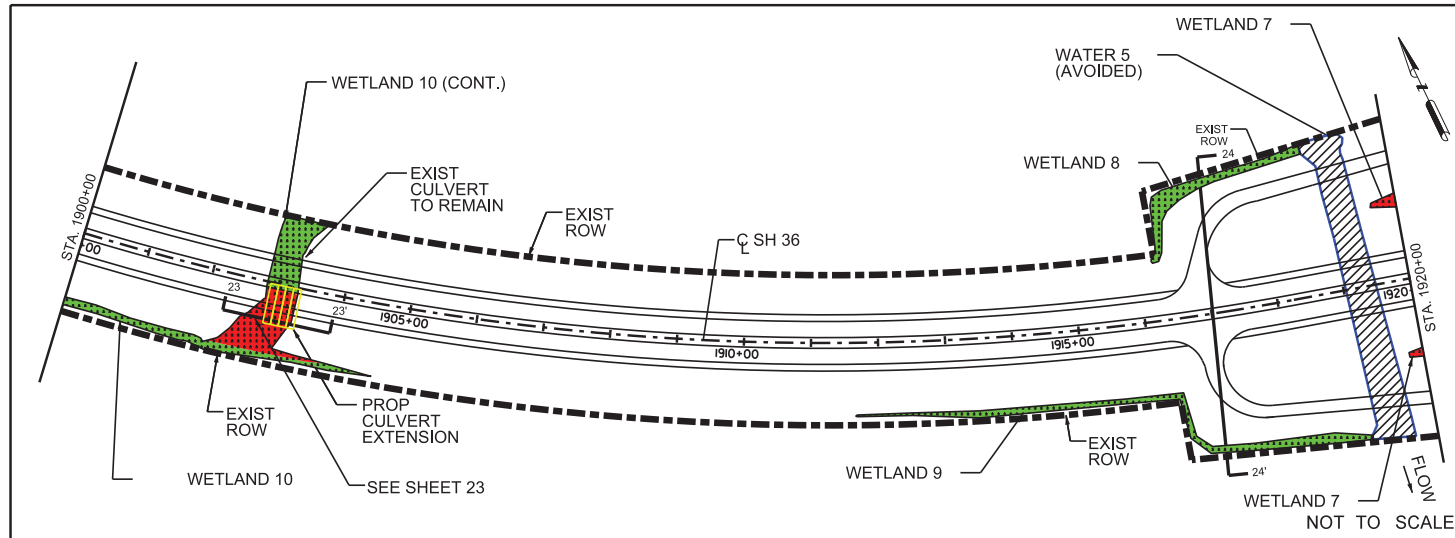 WETLAND 7
WATER 5
(AVOIDED)
WETLAND 10 (CONT.)
EXIST
ROW
24
WETLAND 8
EXIST
CULVERT
TO REMAIN
EXIST
ROW
STA. 1900+00
00
CL SH 36
STA. 1920+00
1920
23
23'
1905+00
1910+00
1915+00
EXIST
ROW
PROP
CULVERT
EXTENSION
WETLAND 10
SEE SHEET 23
WETLAND 9
EXIST
ROW
24'
WETLAND 7
FLOW
NOT TO SCALE